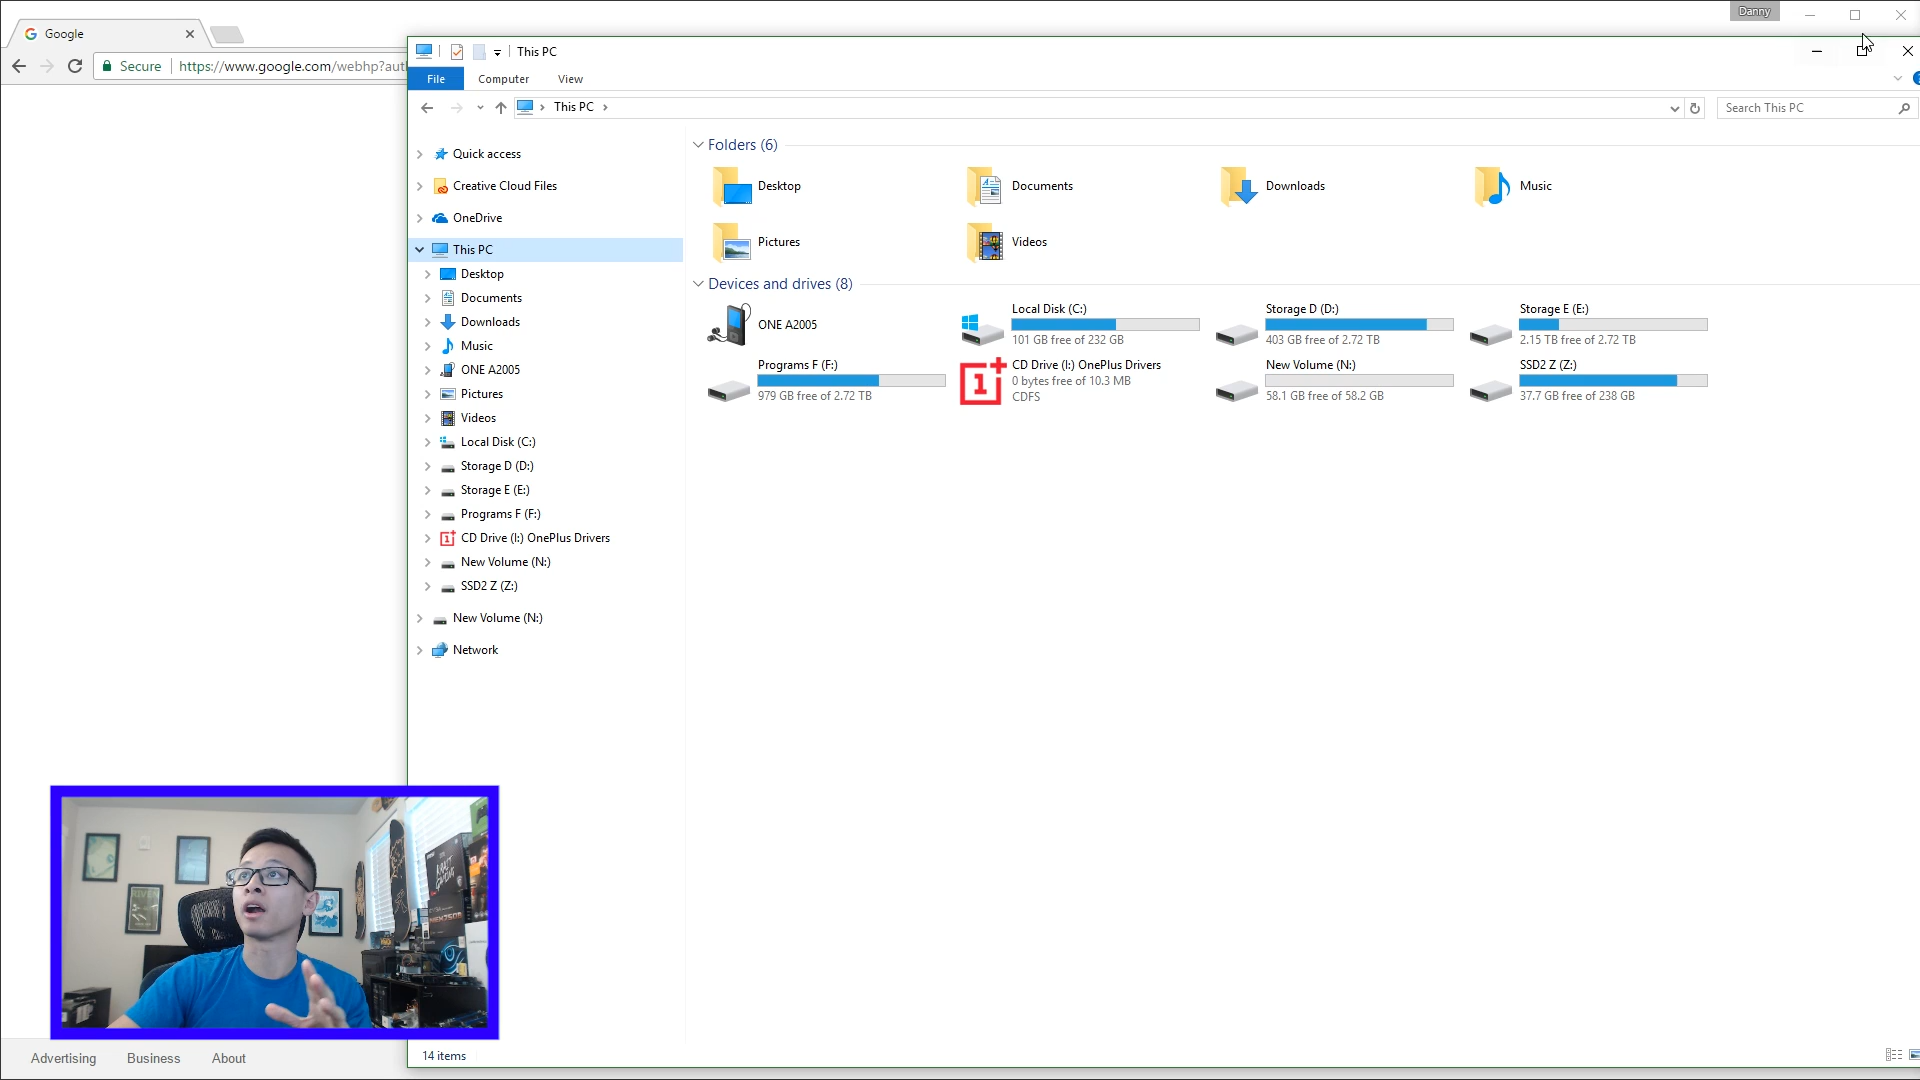 Danny
Google
Secure
https://www.google.com/webhp?aut
This PC
File
Computer
View
This PC
Search This PC
Quick access
Creative Cloud Files
OneDrive
This PC
Desktop
Documents
Downloads
Music
ONE A2005
Pictures
Videos
Local Disk (C:)
Storage D (D:)
Storage E (E:)
Programs F (F:)
CD Drive (I:) OnePlus Drivers
New Volume (N:)
SSD2 Z (Z:)
New Volume (N:)
Network
Folders (6)
Desktop
Documents
Downloads
Music
Pictures
Videos
Devices and drives (8)
ONE A2005
Local Disk (C:)
101 GB free of 232 GB
Storage D (D:)
403 GB free of 2.72 TB
Storage E (E:)
2.15 TB free of 2.72 TB
Programs F (F:)
979 GB free of 2.72 TB
CD Drive (I:) OnePlus Drivers
0 bytes free of 10.3 MB
CDFS
New Volume (N:)
58.1 GB free of 58.2 GB
SSD2 Z (Z:)
37.7 GB free of 238 GB
RIVEN
KRAIT
GAMING
Advertising
Business
About
14 items